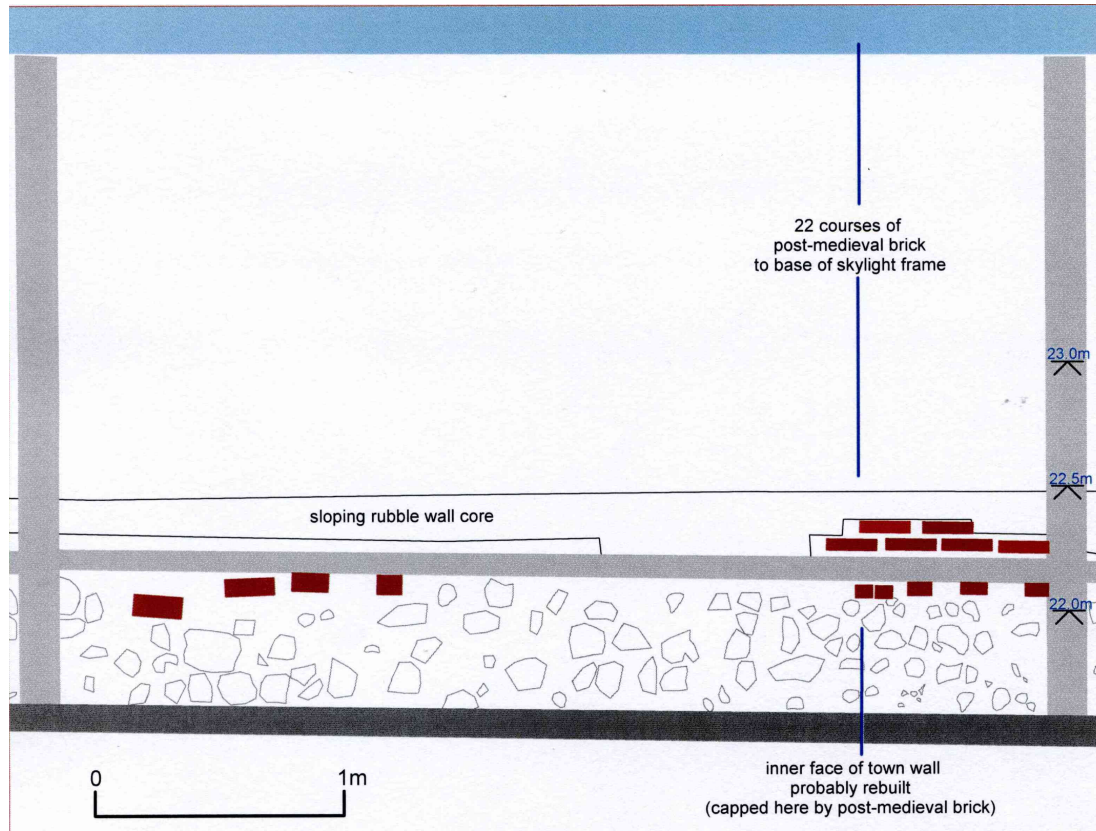 22 courses of
post-medieval brick
to base of skylight frame
23.0m
22.5m
sloping rubble wall core
22.0m
0 1m
inner face of town wall
probably rebuilt
(capped here by post-medieval brick)